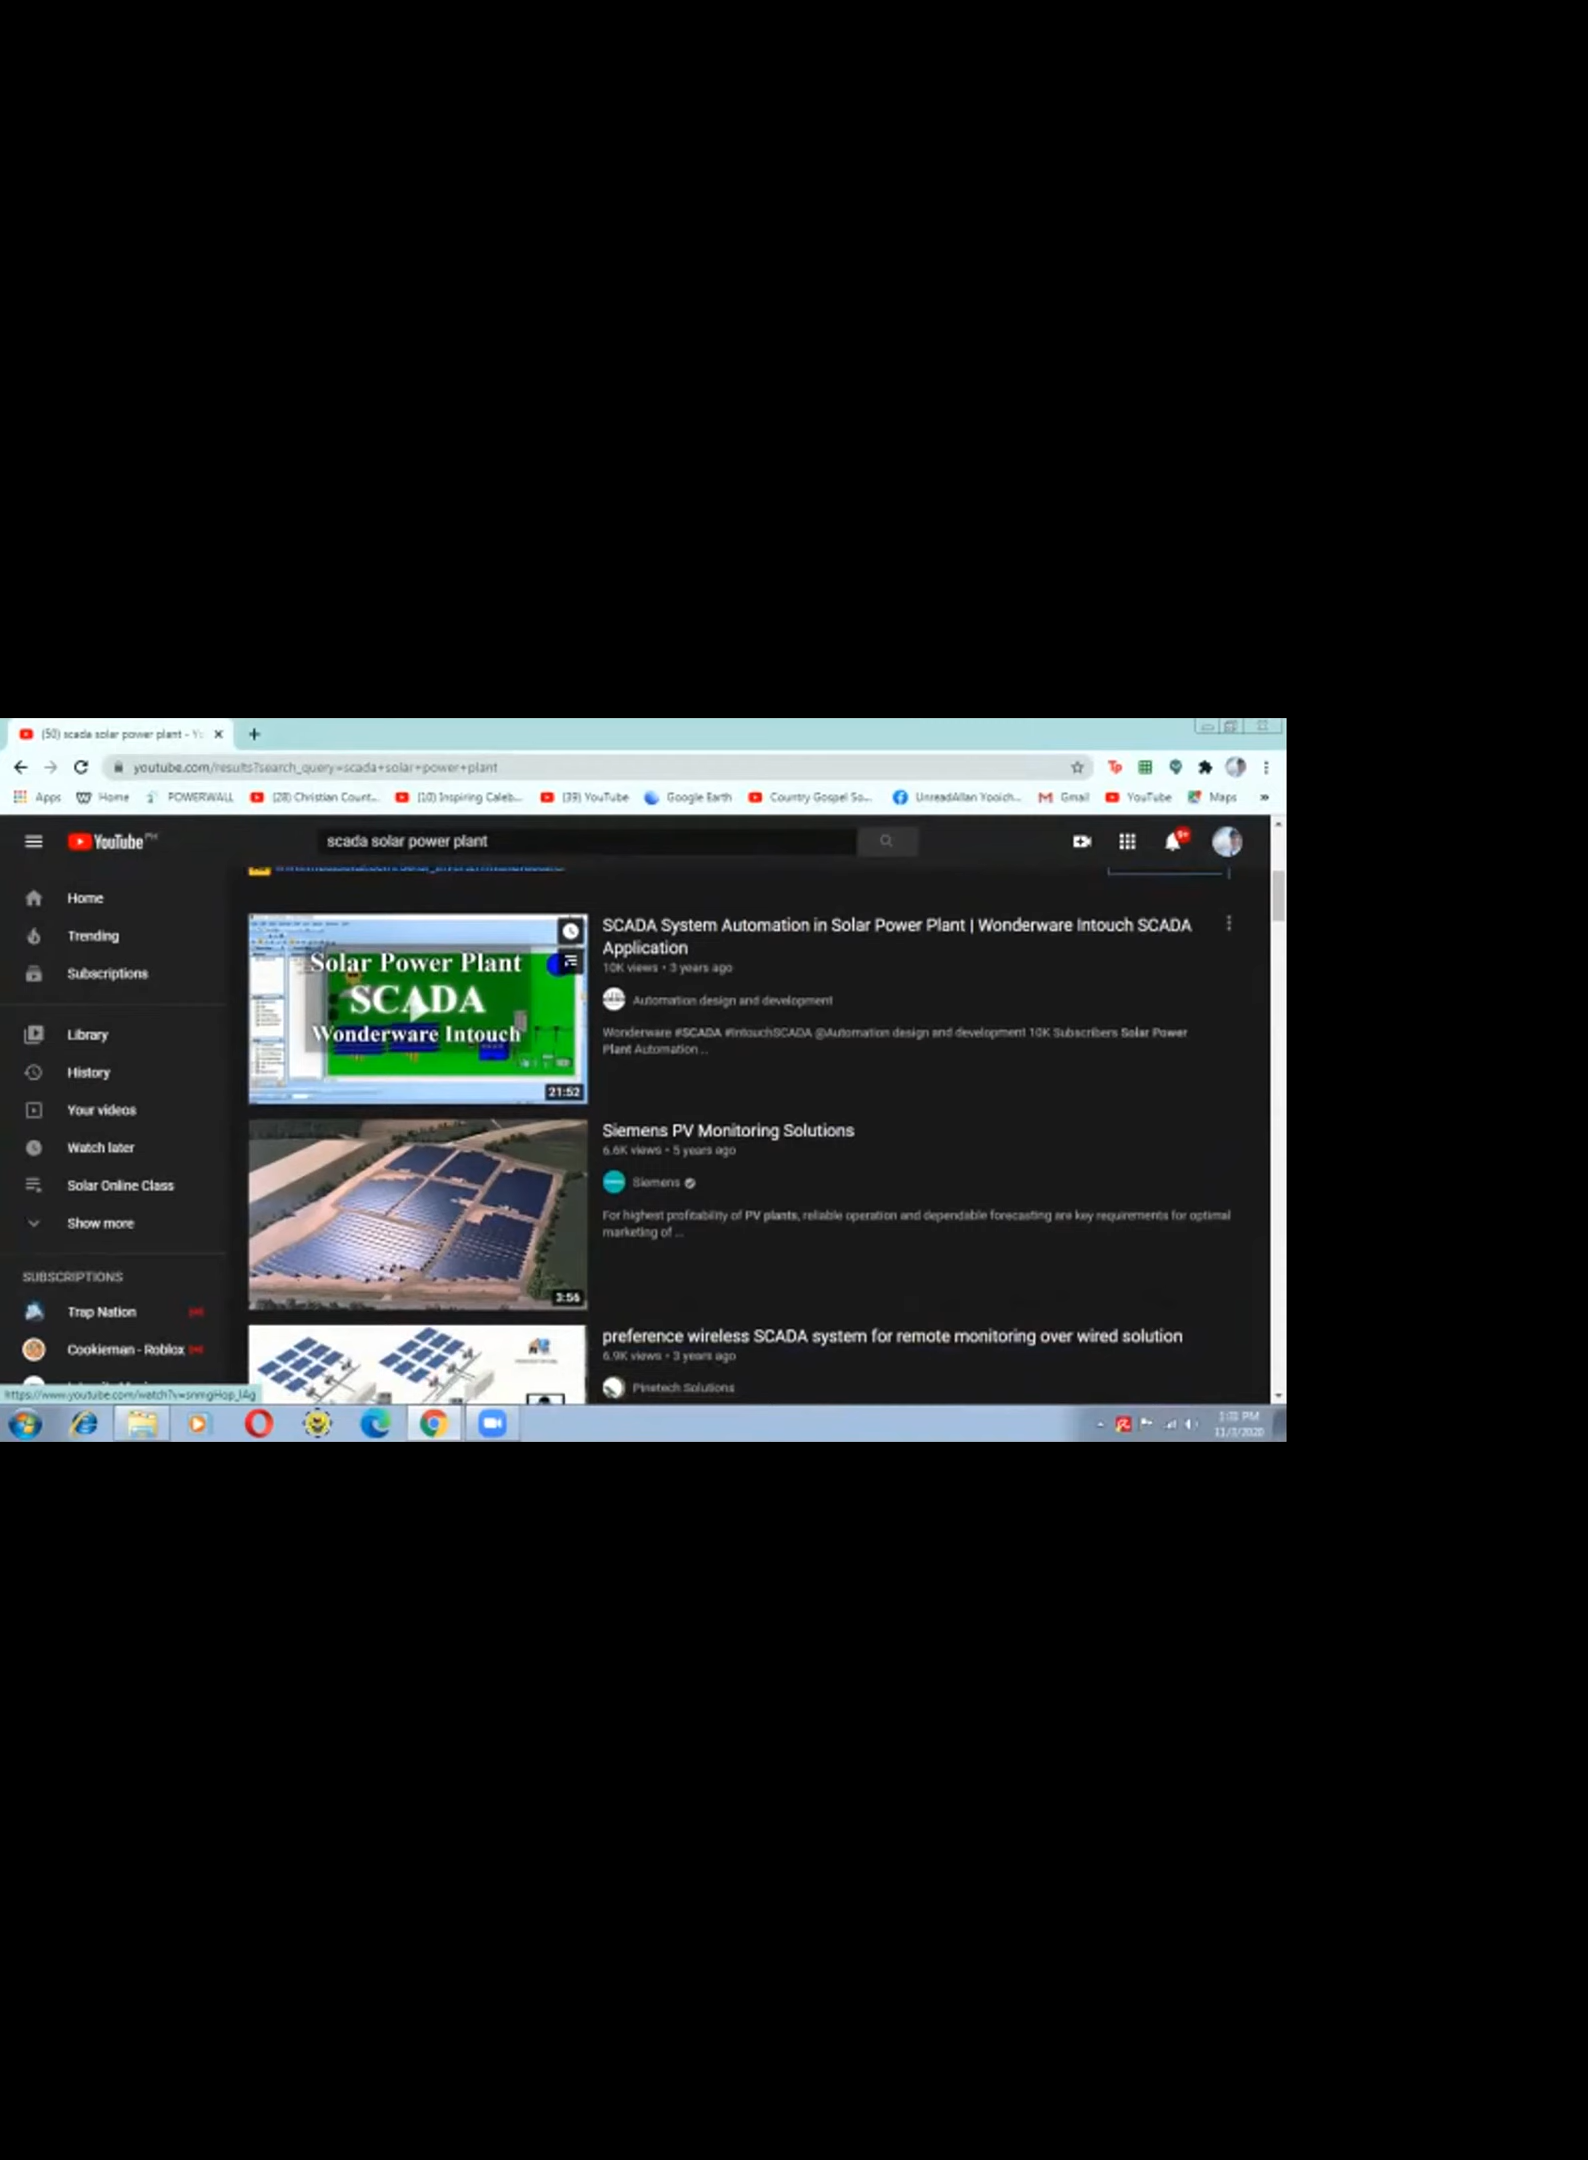 (50) scada solar power plant - Yo
youtube.com/results?search_query=scada+solar+power+plant
Apps Home POWERWALL (28) Christian Count... (10) Inspiring Caleb... (39) YouTube Google Earth Country Gospel So... UnreadAllan Yooich... Gmail YouTube Maps »
YouTube PH
scada solar power plant
9+
Home
Trending
Subscriptions
Library
History
Your videos
Watch later
Solar Online Class
Show more
SUBSCRIPTIONS
Trap Nation
Cookieman - Roblox
Solar Power Plant
SCADA
Wonderware Intouch
21:52
SCADA System Automation in Solar Power Plant | Wonderware Intouch SCADA
Application
10K views • 3 years ago
Automation design and development
Wonderware #SCADA #IntouchSCADA @Automation design and development 10K Subscribers Solar Power
Plant Automation ...
3:56
Siemens PV Monitoring Solutions
6.6K views • 5 years ago
Siemens
For highest profitability of PV plants, reliable operation and dependable forecasting are key requirements for optimal
marketing of ...
preference wireless SCADA system for remote monitoring over wired solution
6.9K views • 3 years ago
Pinetech Solutions